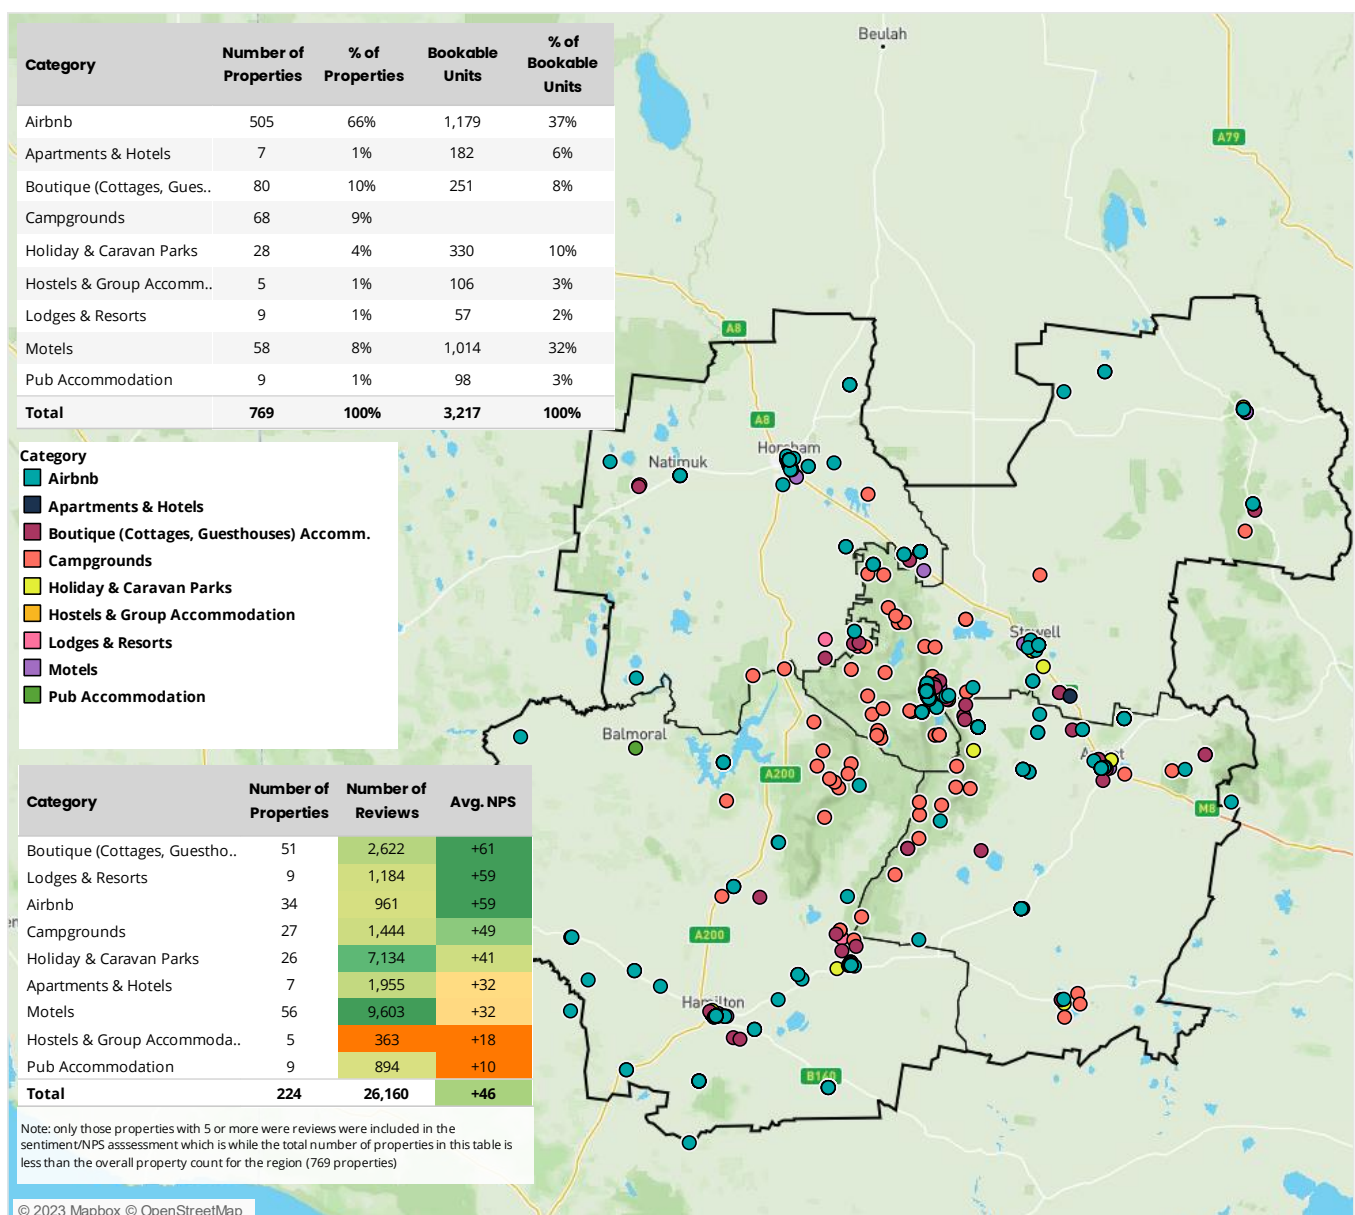 Category Number of Properties % of Properties Bookable Units % of Bookable Units
Airbnb 505 66% 1,179 37%
Apartments & Hotels 7 1% 182 6%
Boutique (Cottages, Gues.. 80 10% 251 8%
Campgrounds 68 9%
Holiday & Caravan Parks 28 4% 330 10%
Hostels & Group Accomm.. 5 1% 106 3%
Lodges & Resorts 9 1% 57 2%
Motels 58 8% 1,014 32%
Pub Accommodation 9 1% 98 3%
Total 769 100% 3,217 100%
Category
Airbnb
Apartments & Hotels
Boutique (Cottages, Guesthouses) Accomm.
Campgrounds
Holiday & Caravan Parks
Hostels & Group Accommodation
Lodges & Resorts
Motels
Pub Accommodation
Category Number of Properties Number of Reviews Avg. NPS
Boutique (Cottages, Guestho.. 51 2,622 +61
Lodges & Resorts 9 1,184 +59
Airbnb 34 961 +59
Campgrounds 27 1,444 +49
Holiday & Caravan Parks 26 7,134 +41
Apartments & Hotels 7 1,955 +32
Motels 56 9,603 +32
Hostels & Group Accommoda.. 5 363 +18
Pub Accommodation 9 894 +10
Total 224 26,160 +46
Note: only those properties with 5 or more were reviews were included in the
sentiment/NPS asssessment which is while the total number of properties in this table is
less than the overall property count for the region (769 properties)
© 2023 Mapbox © OpenStreetMap
Beulah
A79
A8
A8
Horsham
Natimuk
Stawell
Balmoral
A200
Ararat
M8
A200
Hamilton
B140